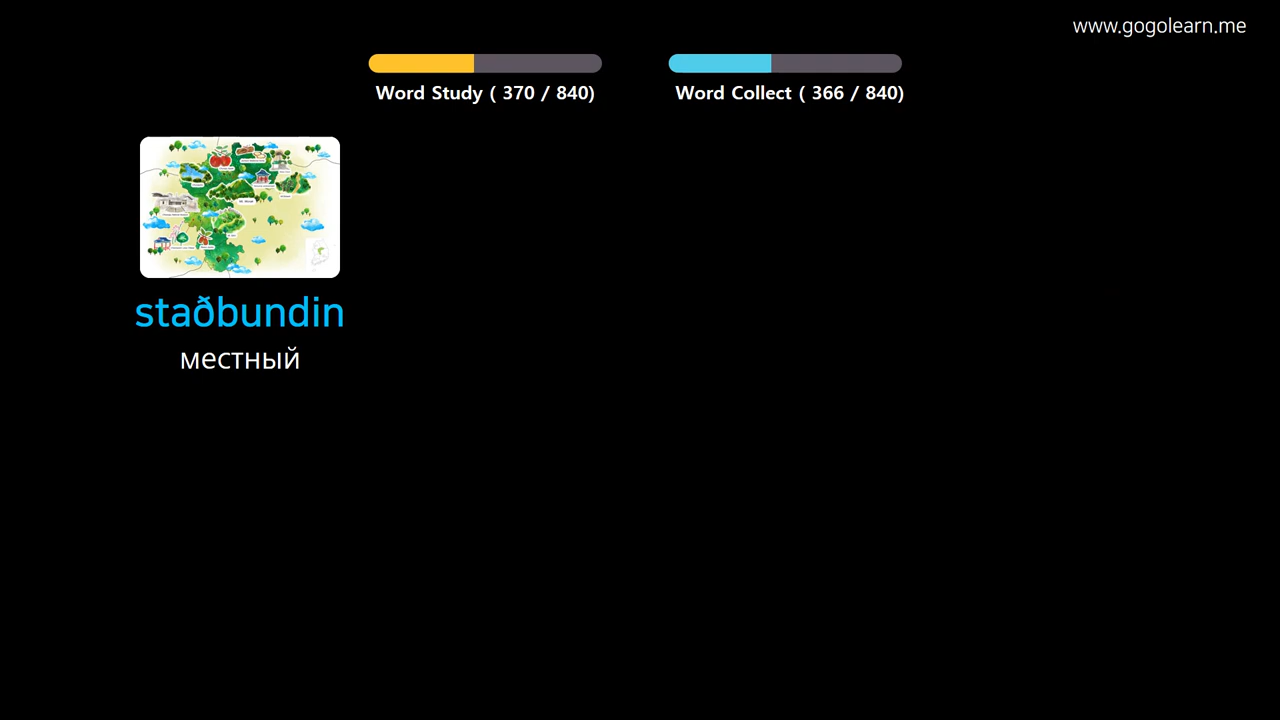 www.gogolearn.me
Word Study ( 370 / 840)
Word Collect ( 366 / 840)
staðbundin
местный